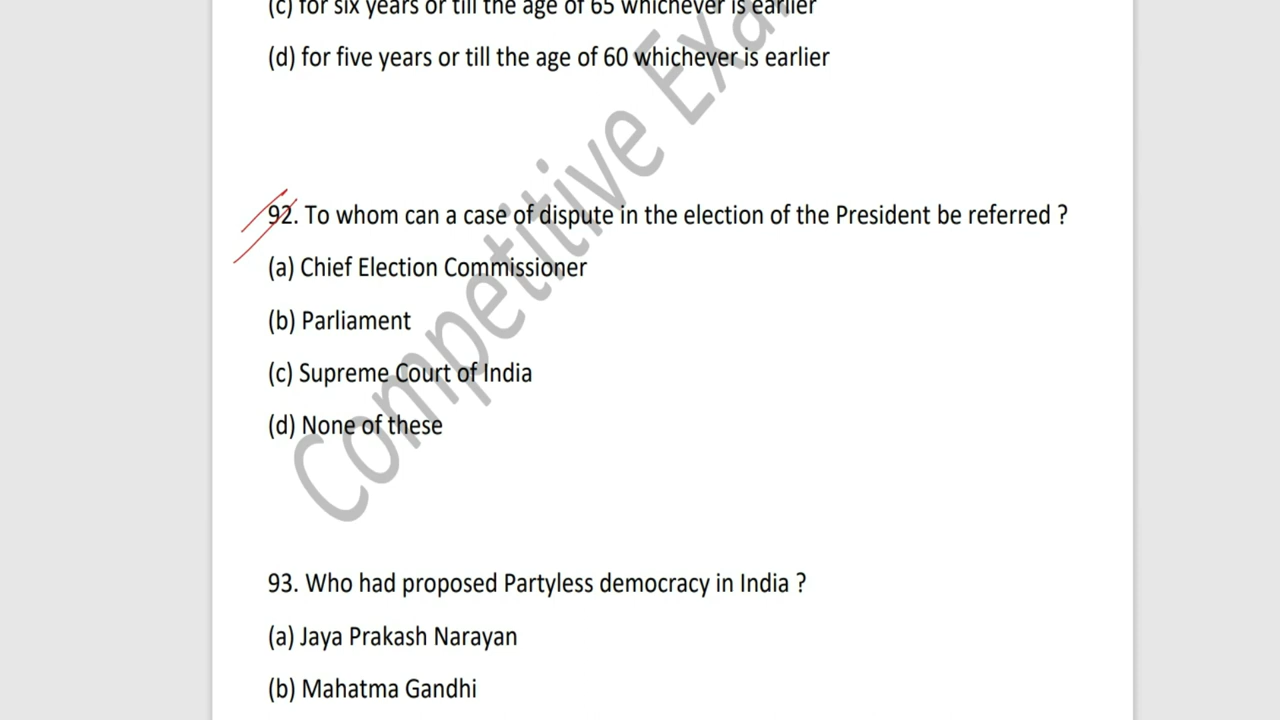 (c) for six years or till the age of 65 whichever is earlier
(d) for five years or till the age of 60 whichever is earlier
92. To whom can a case of dispute in the election of the President be referred ?
(a) Chief Election Commissioner
(b) Parliament
(c) Supreme Court of India
(d) None of these
93. Who had proposed Partyless democracy in India ?
(a) Jaya Prakash Narayan
(b) Mahatma Gandhi
Competitive